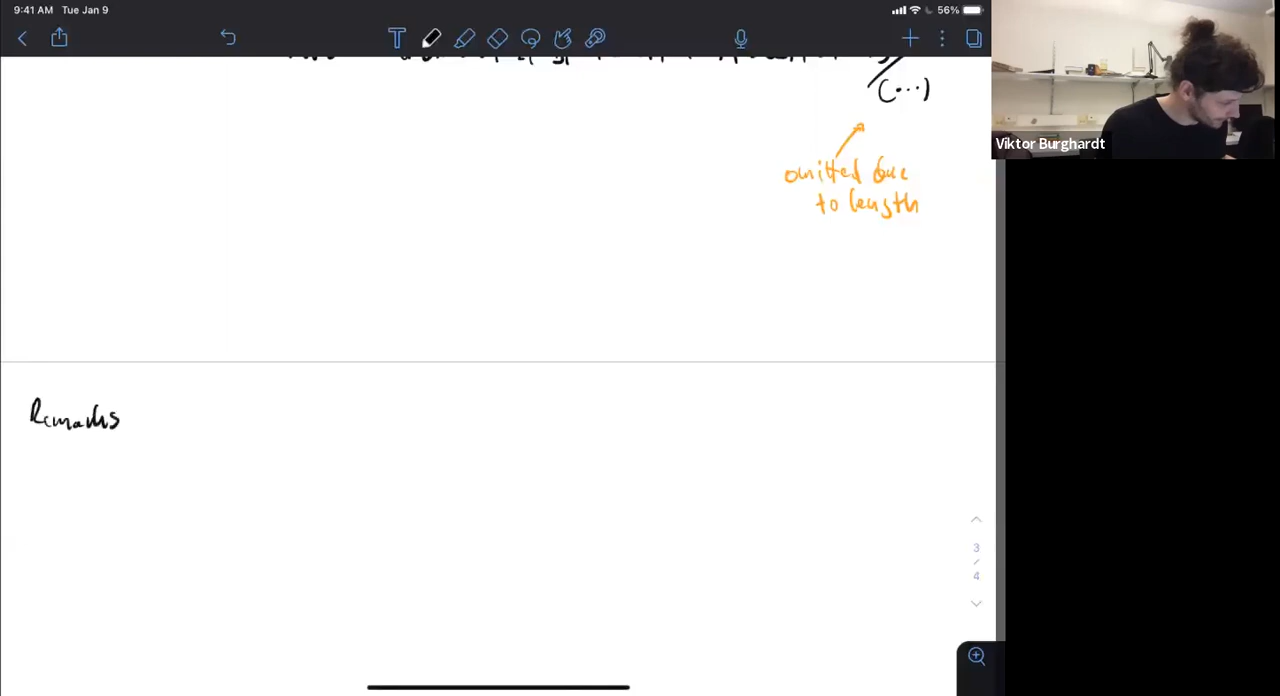 9:41 AM Tue Jan 9
56%
Viktor Burghardt
(...)
omitted due
to length
Remarks
3
/
4